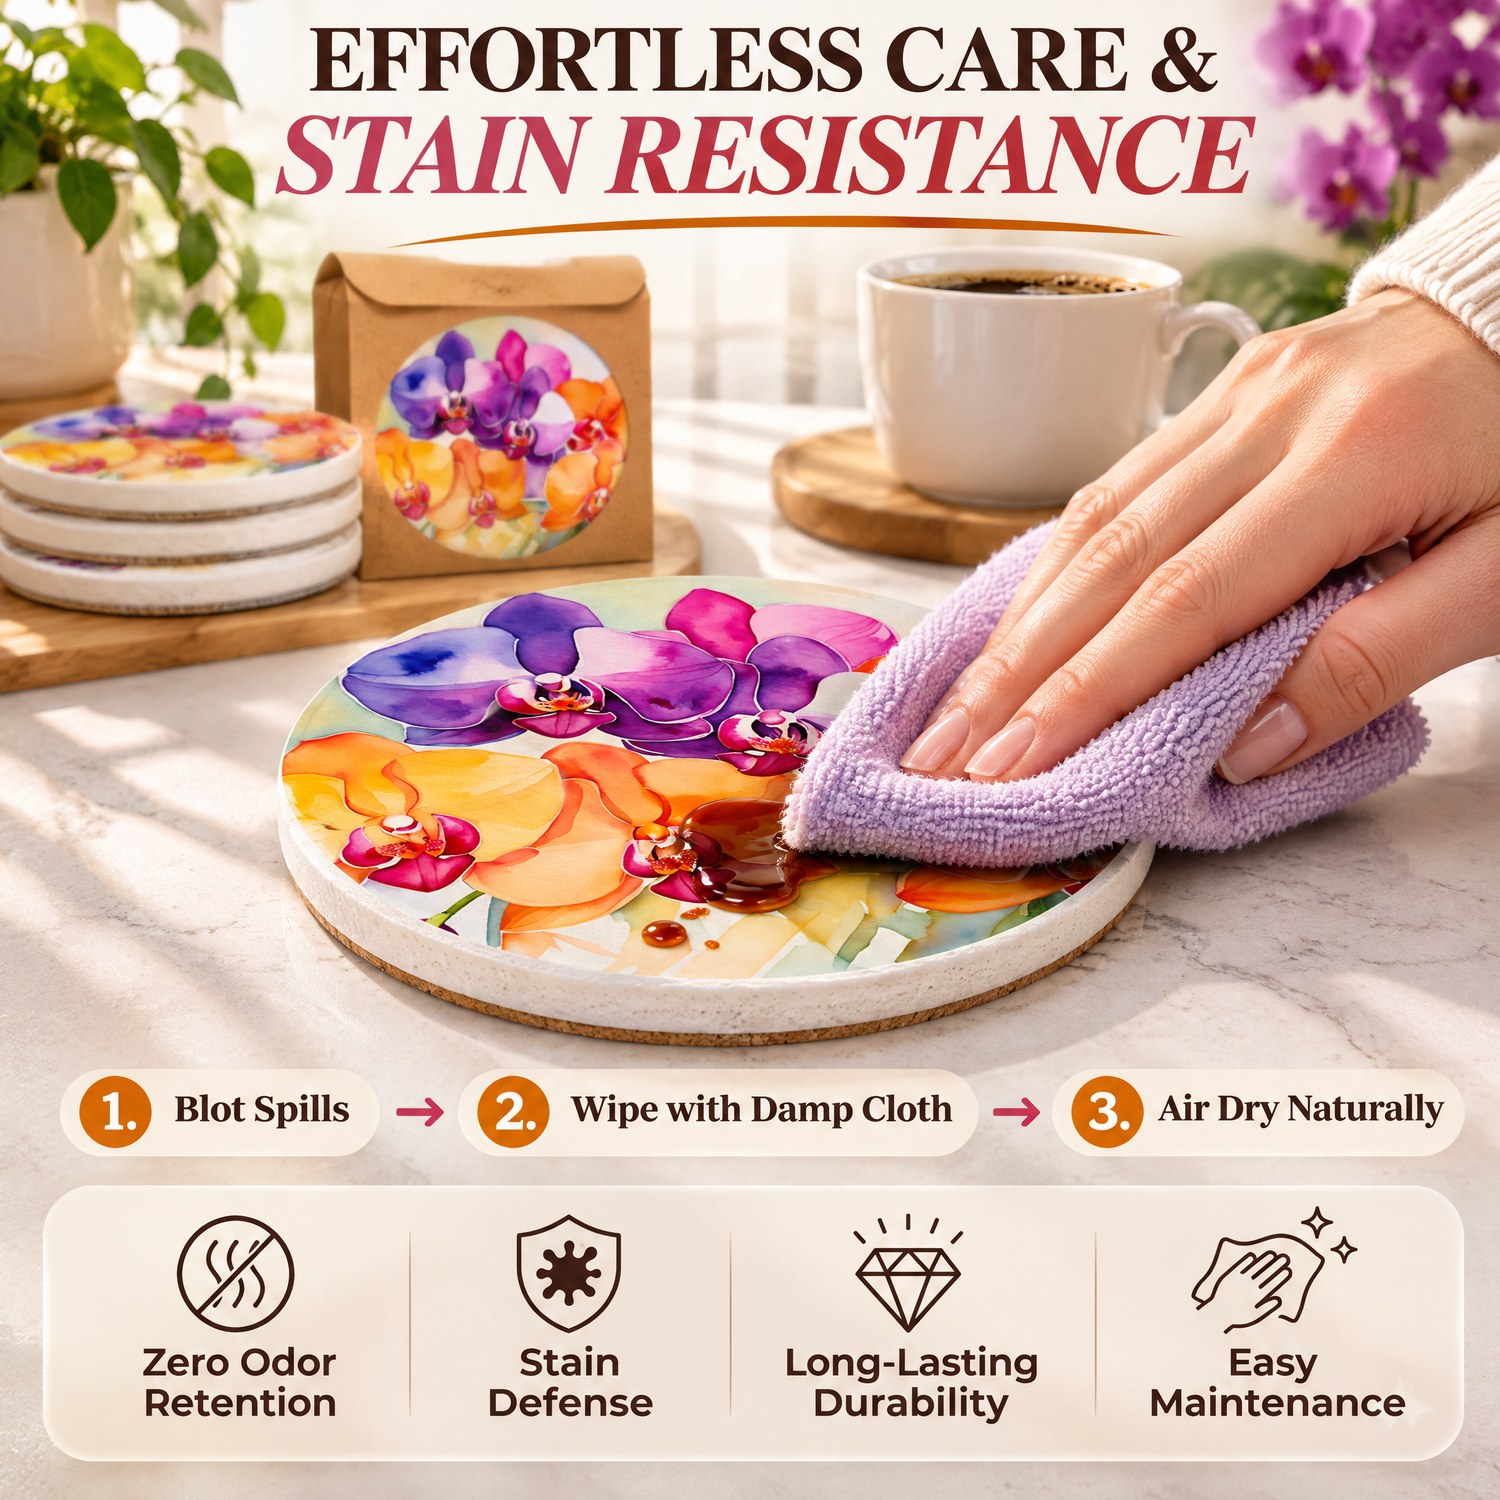 EFFORTLESS CARE &
STAIN RESISTANCE
1. Blot Spills → 2. Wipe with Damp Cloth → 3. Air Dry Naturally
Zero Odor
Retention
Stain
Defense
Long-Lasting
Durability
Easy
Maintenance